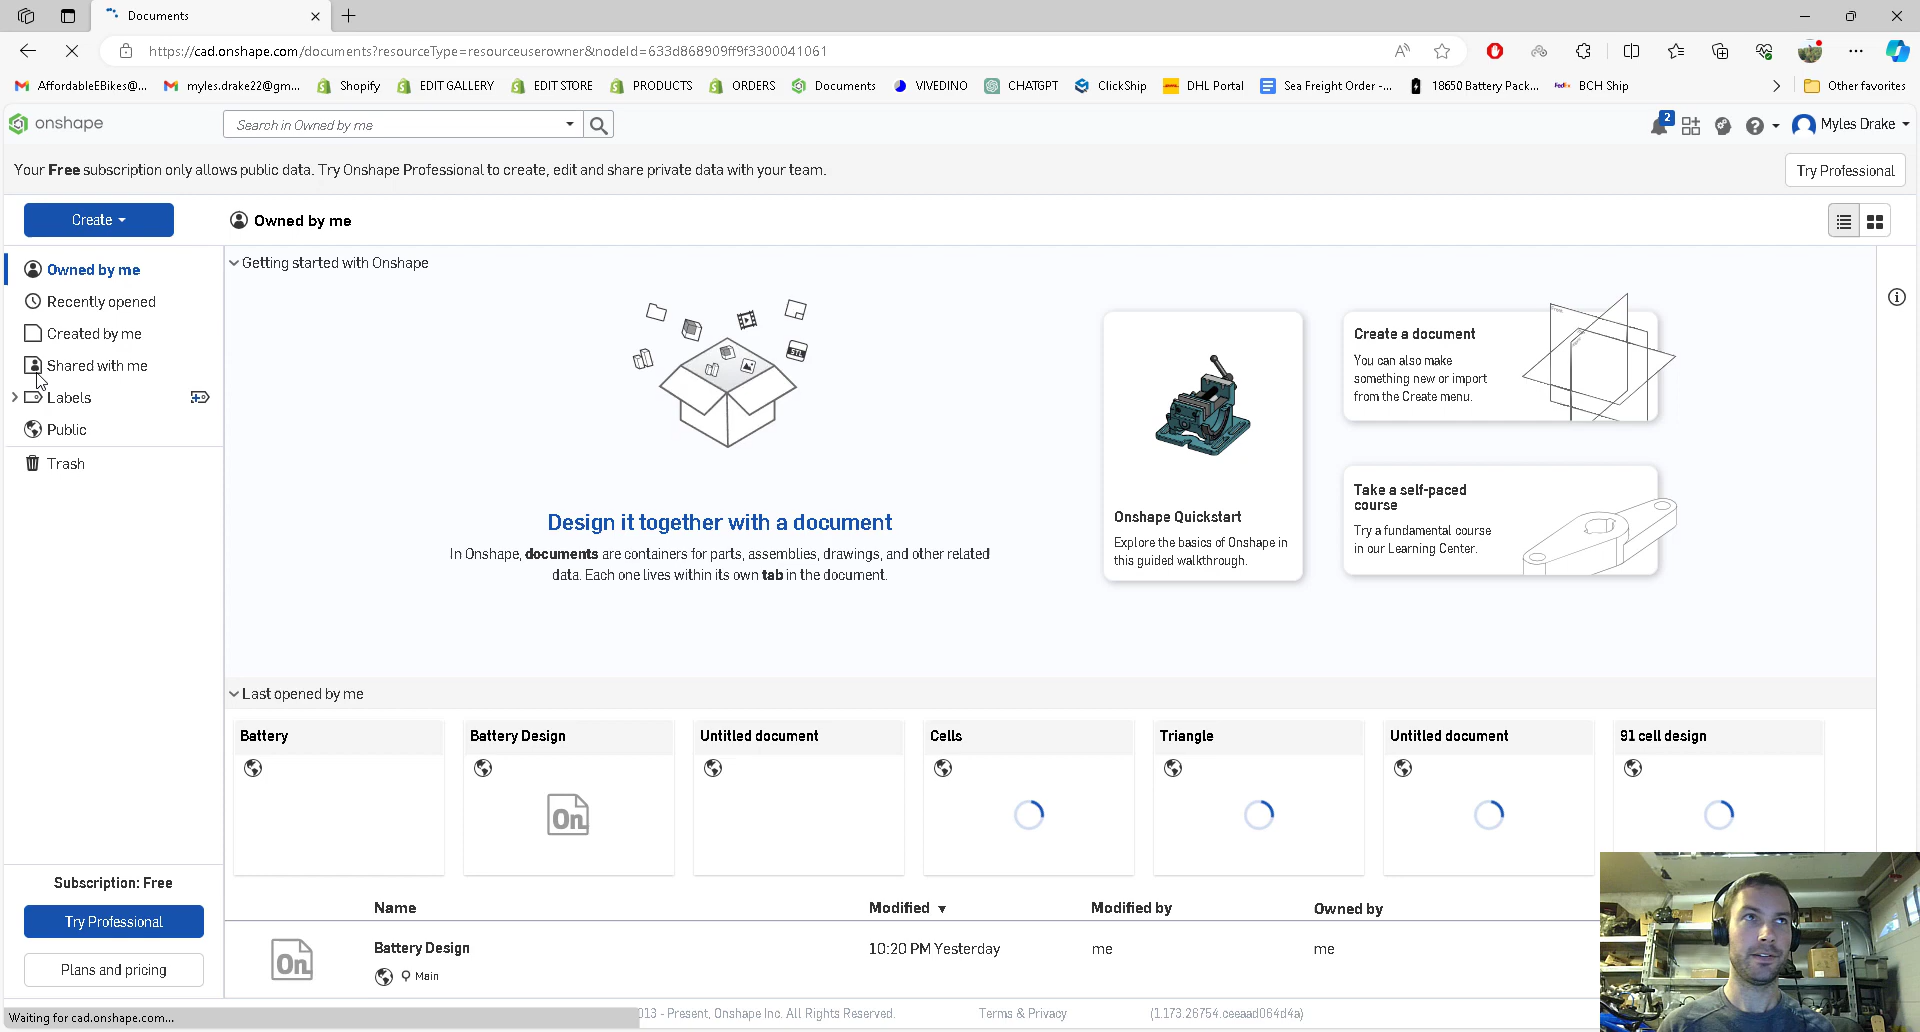 Documents
https://cad.onshape.com/documents?resourceType=resourceuserowner&nodeId=633d868909ff9f3300041061
AffordableEBikes@... myles.drake22@gm... Shopify EDIT GALLERY EDIT STORE PRODUCTS ORDERS Documents VIVEDINO CHATGPT ClickShip DHL Portal Sea Freight Order -... 18650 Battery Pack... BCH Ship Other favorites
onshape Search in Owned by me 2 Myles Drake
Your Free subscription only allows public data. Try Onshape Professional to create, edit and share private data with your team. Try Professional
Create Owned by me
Owned by me
Recently opened
Created by me
Shared with me
Labels
Public
Trash
Getting started with Onshape
STL
Design it together with a document
In Onshape, documents are containers for parts, assemblies, drawings, and other related
data. Each one lives within its own tab in the document.
Onshape Quickstart
Explore the basics of Onshape in
this guided walkthrough.
Create a document
You can also make
something new or import
from the Create menu.
Take a self-paced
course
Try a fundamental course
in our Learning Center.
Last opened by me
Battery Battery Design Untitled document Cells Triangle Untitled document 91 cell design
On
Name Modified Modified by Owned by
On Battery Design 10:20 PM Yesterday me me
Main
Subscription: Free
Try Professional
Plans and pricing
Waiting for cad.onshape.com...
013 - Present, Onshape Inc. All Rights Reserved. Terms & Privacy (1.173.26754.ceeaad064d4a)